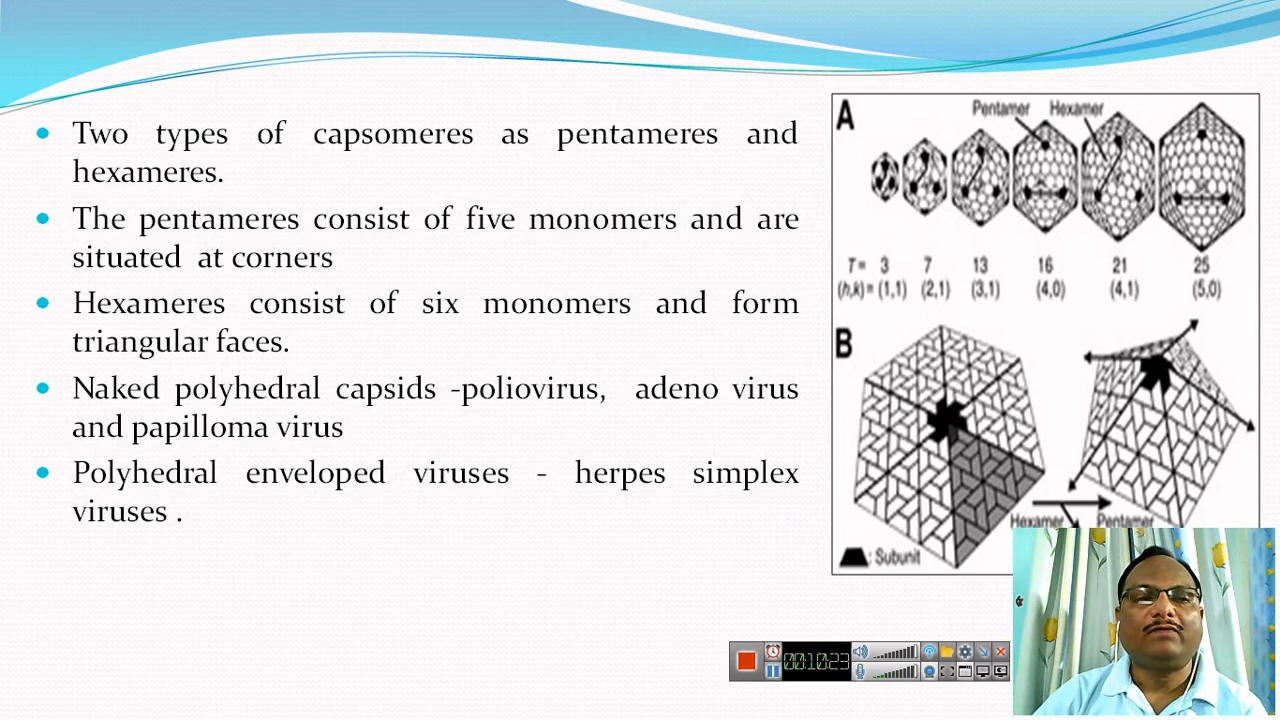 Two types of capsomeres as pentameres and
hexameres.
The pentameres consist of five monomers and are
situated at corners
Hexameres consist of six monomers and form
triangular faces.
Naked polyhedral capsids -poliovirus, adeno virus
and papilloma virus
Polyhedral enveloped viruses - herpes simplex
viruses .
A
Pentamer Hexamer
T= 3 7 13 16 21 25
(h,k)= (1,1) (2,1) (3,1) (4,0) (4,1) (5,0)
B
Hexamer Pentamer
: Subunit
00:10:23